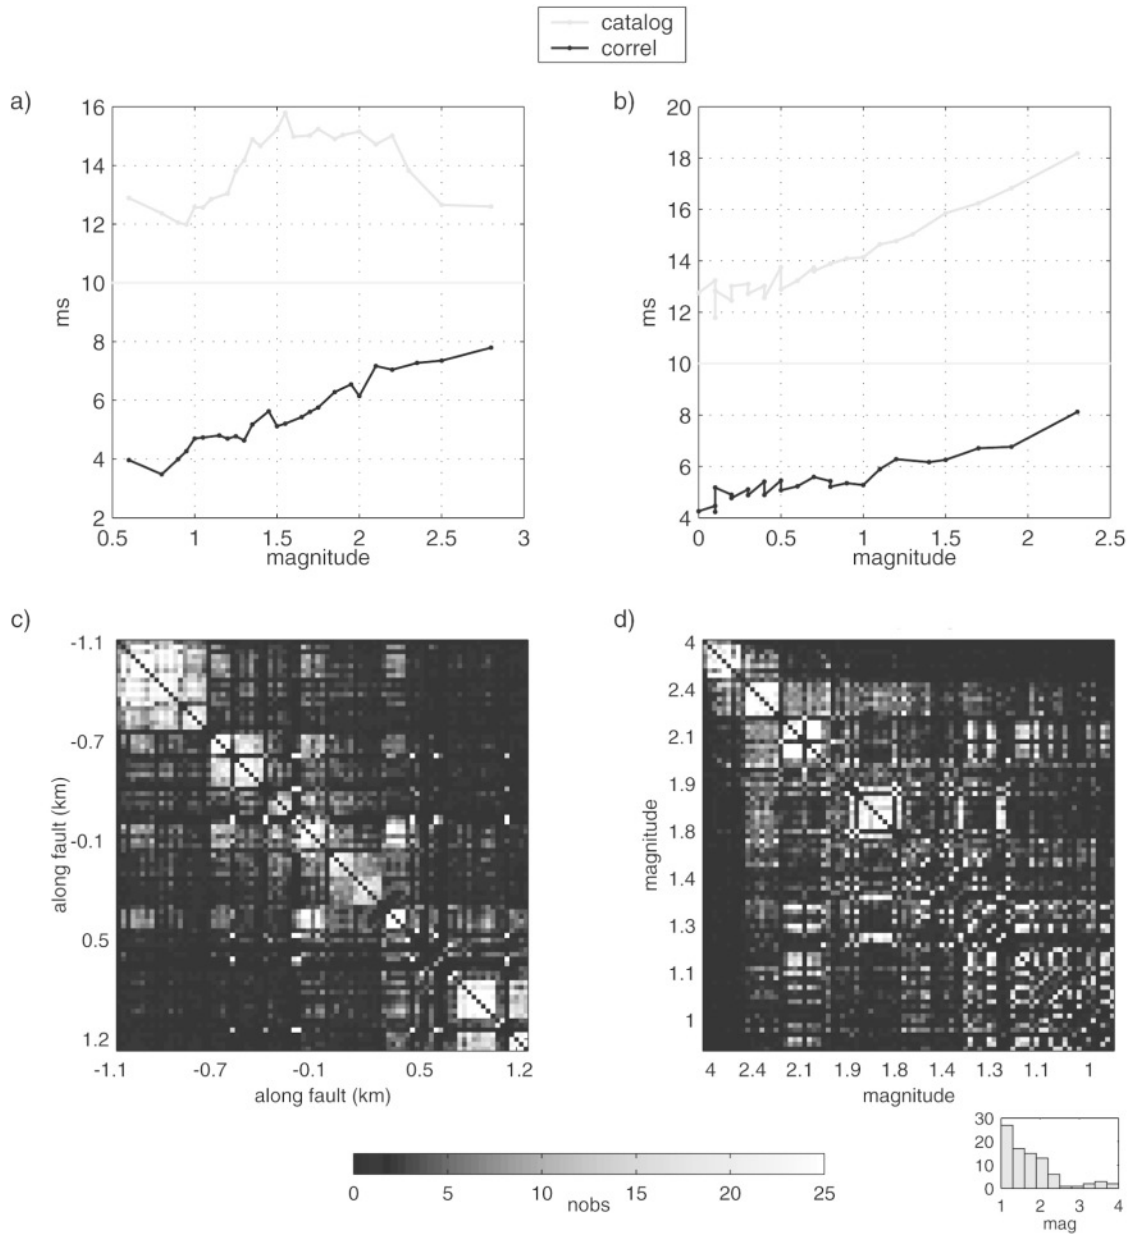 catalog
correl
a)
16
14
12
10
8
6
4
2
ms
0.5 1 1.5 2 2.5 3
magnitude
b)
20
18
16
14
12
10
8
6
4
ms
0 0.5 1 1.5 2 2.5
magnitude
c)
-1.1
-0.7
-0.1
0.5
1.2
along fault (km)
-1.1 -0.7 -0.1 0.5 1.2
along fault (km)
d)
4
2.4
2.1
1.9
1.8
1.4
1.3
1.1
1
magnitude
4 2.4 2.1 1.9 1.8 1.4 1.3 1.1 1
magnitude
0 5 10 15 20 25
nobs
30
20
10
0
1 2 3 4
mag